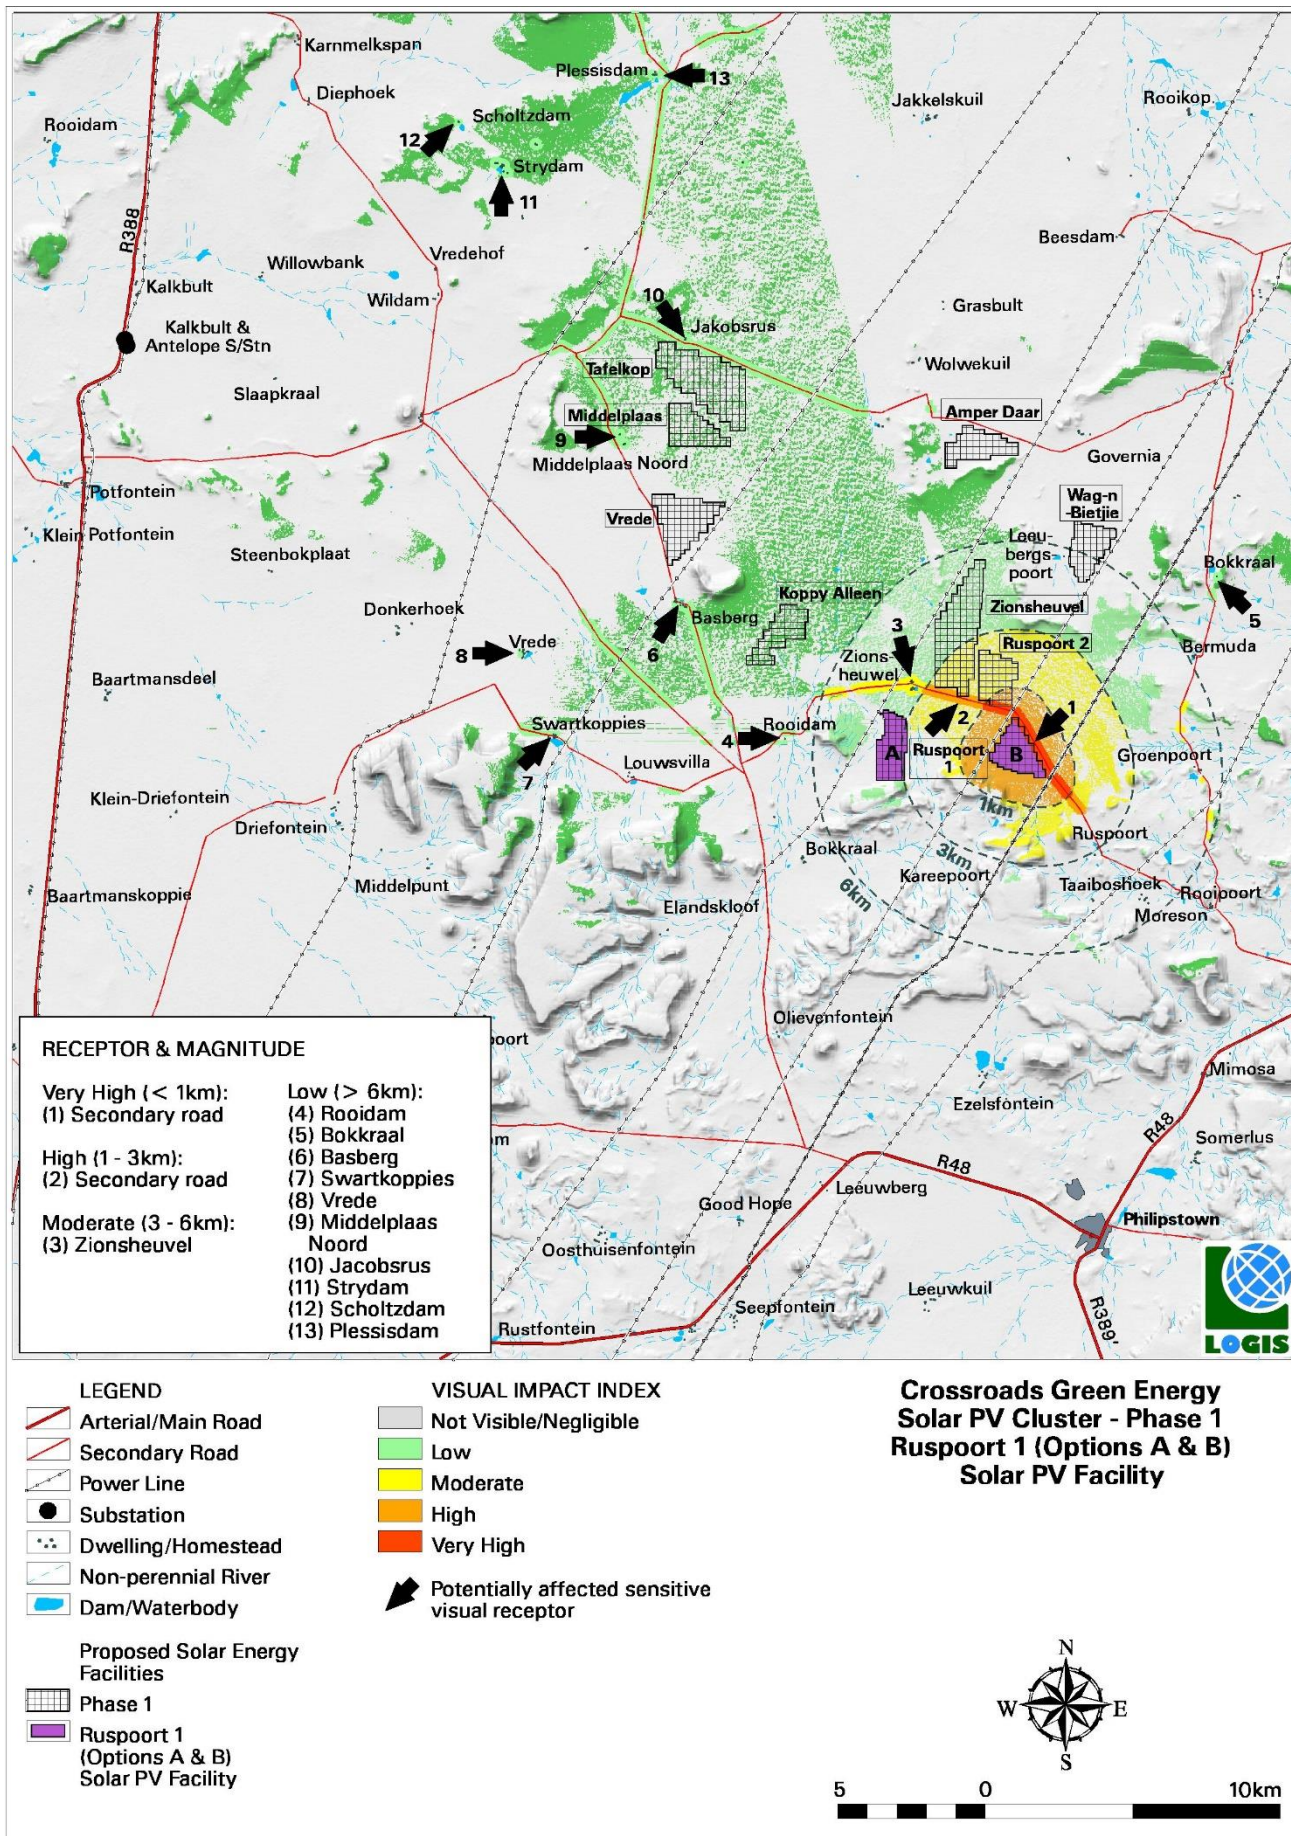 Karnmelkspan
Plessisdam
13
Diephoek
Jakkelskuil
Rooikop
Rooidam
Scholtzdam
12
Strydam
11
R388
Vredehof
Beesdam
Willowbank
Kalkbult
Wildam
10
Grasbult
Kalkbult &
Antelope S/Stn
Jakobsrus
Wolwekuil
Slaapkraal
Tafelkop
Middelplaas
Amper Daar
9
Middelplaas Noord
Governia
Potfontein
Klein Potfontein
Vrede
Wag-n
-Bietjie
Steenbokplaat
Leeu-
bergs-
poort
Bokkraal
Koppy Alleen
Zionsheuvel
Donkerhoek
Basberg
3
5
6
Ruspoort 2
8
Vrede
Zions-
heuwel
Bermuda
Baartmansdeel
1
2
Swartkoppies
Rooidam
4
A
B
Ruspoort
1
Groenpoort
7
Louwsvilla
Klein-Driefontein
1km
Driefontein
Ruspoort
Bokkraal
3km
Kareepoort
Taaiboshoek
Rooipoort
Middelpunt
6km
Baartmanskoppie
Elandskloof
Moreson
Olievenfontein
poort
Mimosa
Ezelsfontein
om
R48
Somerlus
R48
Leeuwberg
Good Hope
Philipstown
Oosthuisenfontein
Leeuwkuil
Seepfontein
R389'
Rustfontein
LOGIS
RECEPTOR & MAGNITUDE
Very High (< 1km):
(1) Secondary road
High (1 - 3km):
(2) Secondary road
Moderate (3 - 6km):
(3) Zionsheuvel
Low (> 6km):
(4) Rooidam
(5) Bokkraal
(6) Basberg
(7) Swartkoppies
(8) Vrede
(9) Middelplaas
Noord
(10) Jacobsrus
(11) Strydam
(12) Scholtzdam
(13) Plessisdam
LEGEND
Arterial/Main Road
Secondary Road
Power Line
Substation
Dwelling/Homestead
Non-perennial River
Dam/Waterbody
Proposed Solar Energy
Facilities
Phase 1
Ruspoort 1
(Options A & B)
Solar PV Facility
VISUAL IMPACT INDEX
Not Visible/Negligible
Low
Moderate
High
Very High
Potentially affected sensitive
visual receptor
Crossroads Green Energy
Solar PV Cluster - Phase 1
Ruspoort 1 (Options A & B)
Solar PV Facility
N
W
E
S
5
0
10km